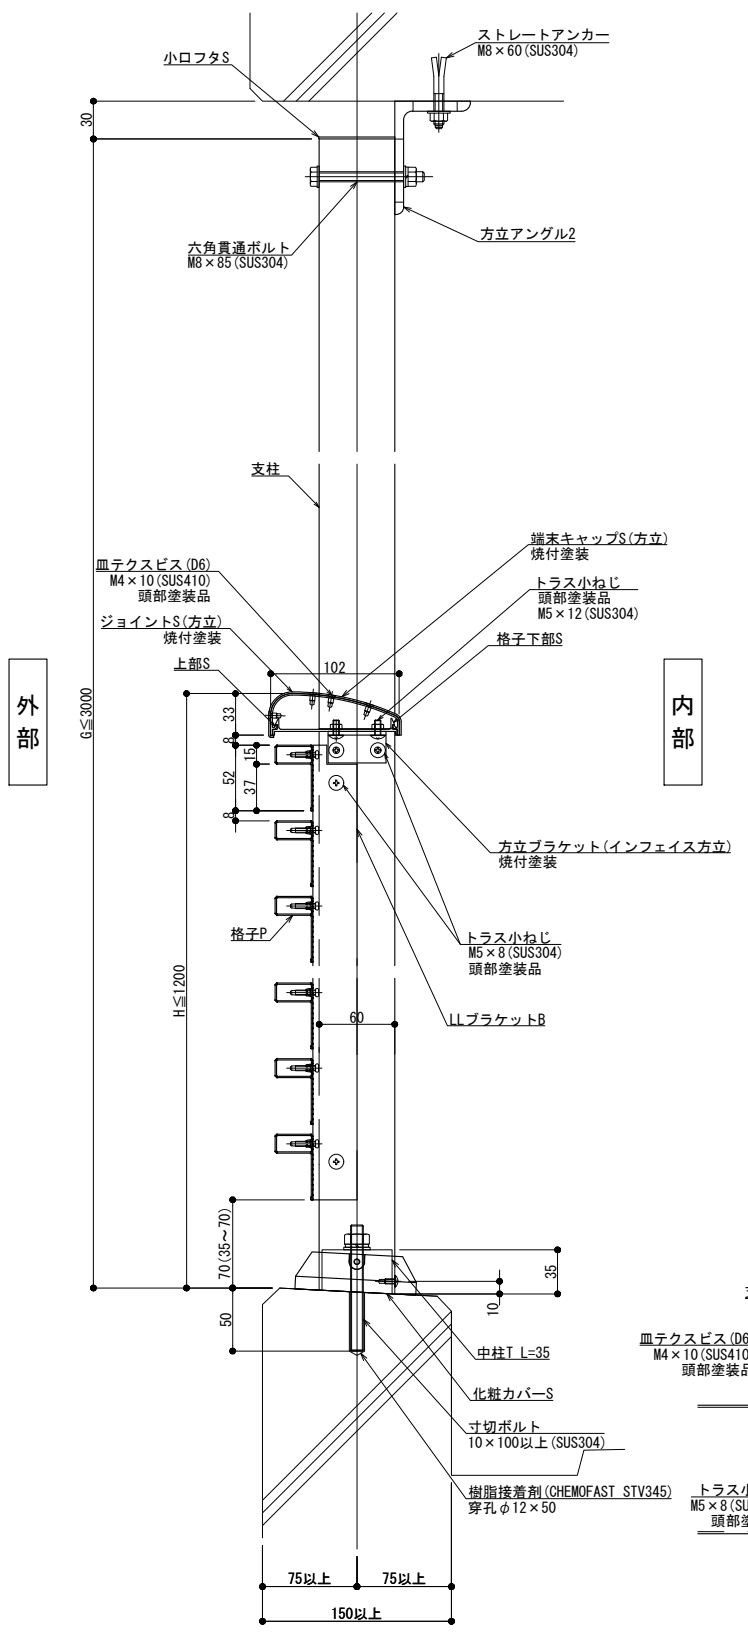 ストレートアンカー
M8×60(SUS304)
小口フタS
30
六角貫通ボルト
M8×85(SUS304)
方立アングル2
支柱
端末キャップS(方立)
焼付塗装
皿テクスビス(D6)
M4×10(SUS410)
頭部塗装品
トラス小ねじ
頭部塗装品
M5×12(SUS304)
ジョイントS(方立)
焼付塗装
格子下部S
上部S
102
外部
内部
G≦3000
33
8
15
52
37
8
方立ブラケット(インフェイス方立)
焼付塗装
格子P
トラス小ねじ
M5×8(SUS304)
頭部塗装品
H≦1200
60
LLブラケットB
70(35~70)
35
10
50
中柱T L=35
皿テクスビス(D6
M4×10(SUS410
頭部塗装品
化粧カバーS
寸切ボルト
10×100以上(SUS304)
樹脂接着剤(CHEMOFAST STV345)
穿孔φ12×50
トラス小
M5×8(SU
頭部塗
75以上
75以上
150以上